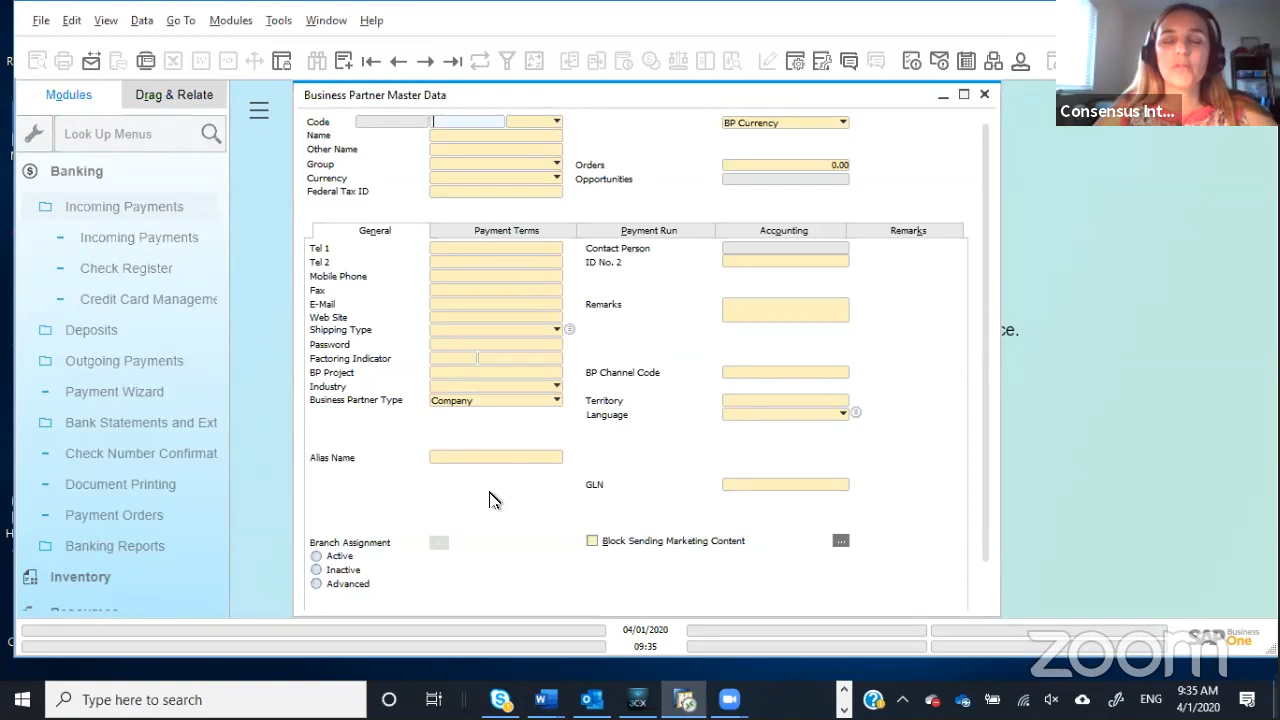 File Edit View Data Go To Modules Tools Window Help
Consensus Int...
Modules
Drag & Relate
Look Up Menus
Banking
Incoming Payments
Incoming Payments
Check Register
Credit Card Manageme
Deposits
Outgoing Payments
Payment Wizard
Bank Statements and Ext
Check Number Confirmat
Document Printing
Payment Orders
Banking Reports
Inventory
Business Partner Master Data
Code
BP Currency
Name
Other Name
Group
Orders 0.00
Currency
Opportunities
Federal Tax ID
General Payment Terms Payment Run Accounting Remarks
Tel 1
Contact Person
Tel 2
ID No. 2
Mobile Phone
Fax
E-Mail
Remarks
Web Site
Shipping Type
Password
Factoring Indicator
BP Project
BP Channel Code
Industry
Business Partner Type Company
Territory
Language
Alias Name
GLN
Branch Assignment ...
Block Sending Marketing Content ...
Active
Inactive
Advanced
ce.
04/01/2020
09:35
SAP Business One
zoom
Type here to search
W
3CX
ENG
9:35 AM
4/1/2020